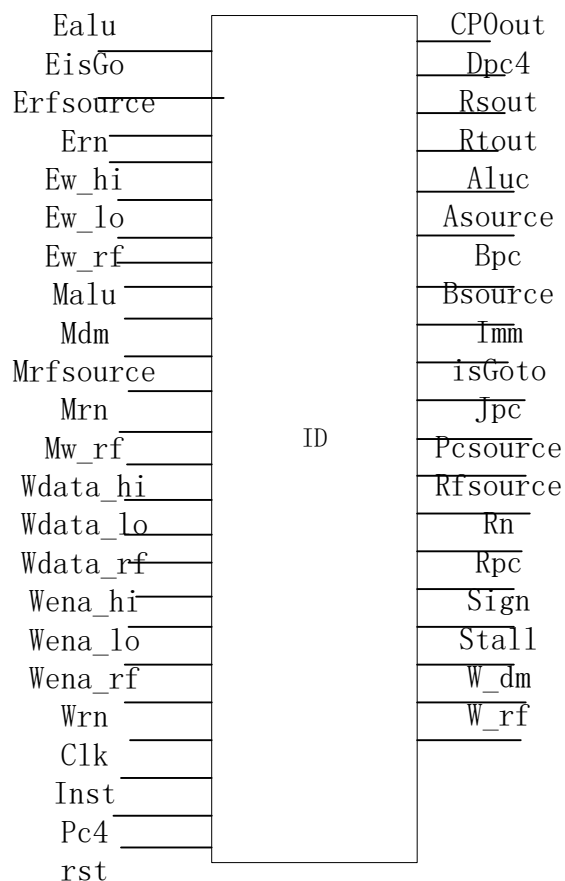 Ealu
EisGo
Erfsource
Ern
Ew_hi
Ew_lo
Ew_rf
Malu
Mdm
Mrfsource
Mrn
Mw_rf
Wdata_hi
Wdata_lo
Wdata_rf
Wena_hi
Wena_lo
Wena_rf
Wrn
Clk
Inst
Pc4
rst
ID
CP0out
Dpc4
Rsout
Rtout
Aluc
Asource
Bpc
Bsource
Imm
isGoto
Jpc
Pcsource
Rfsource
Rn
Rpc
Sign
Stall
W_dm
W_rf